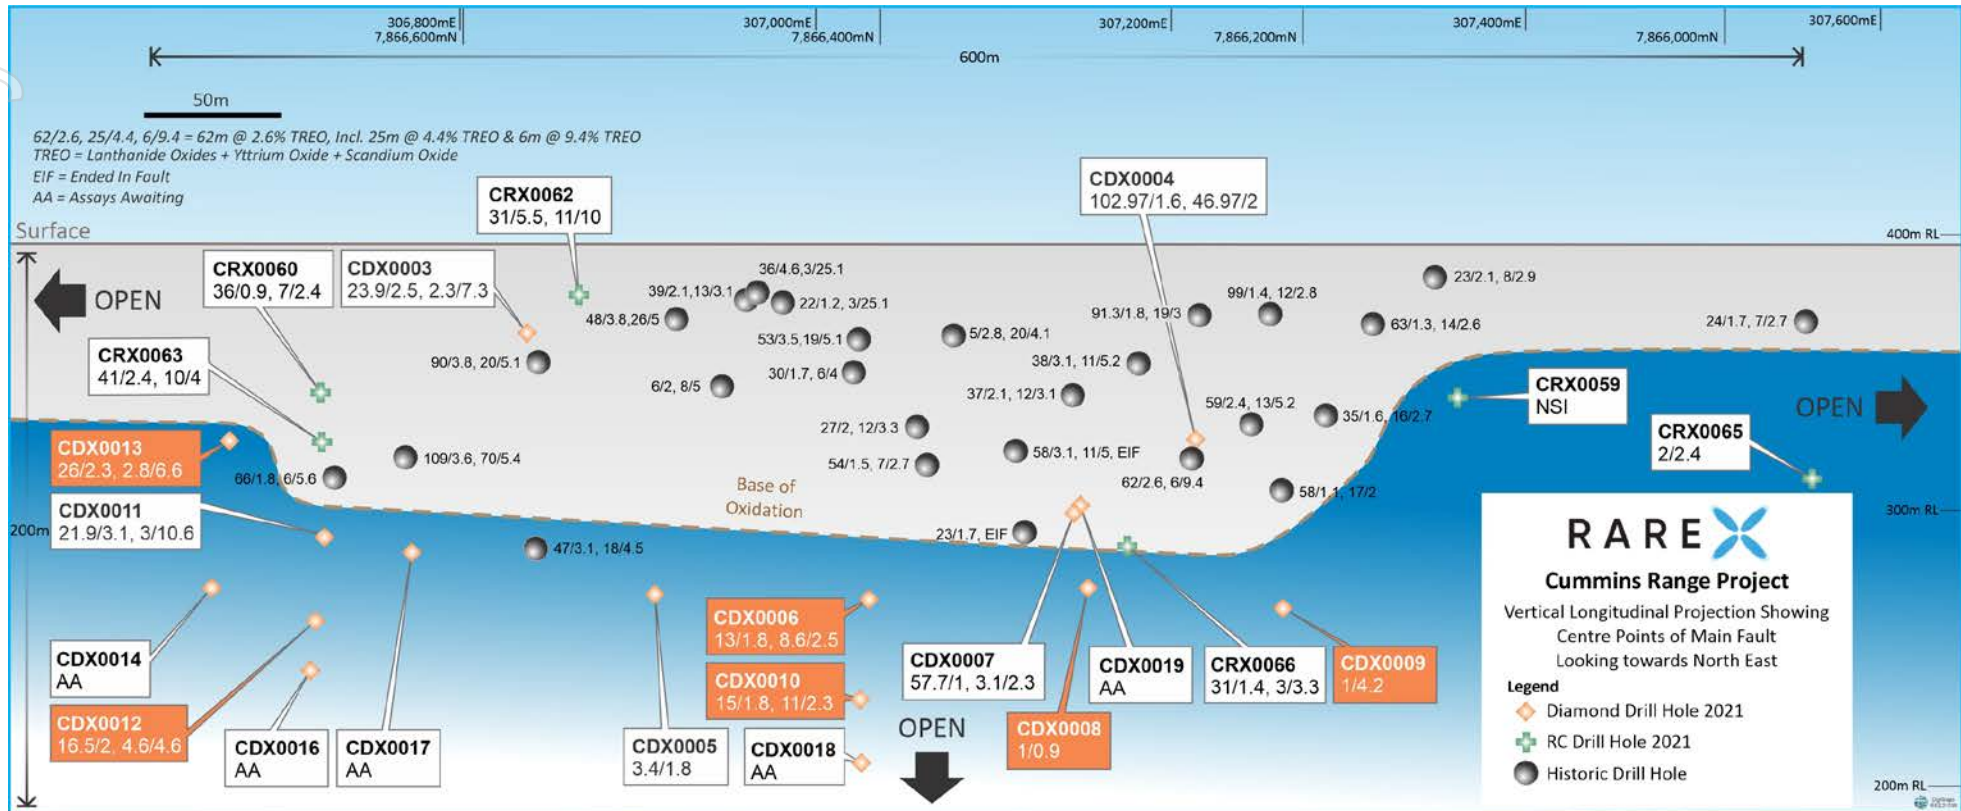 306,800mE
7,866,600mN
307,000mE
7,866,400mN
307,200mE
7,866,200mN
307,400mE
7,866,000mN
307,600mE
600m
50m
62/2.6, 25/4.4, 6/9.4 = 62m @ 2.6% TREO, Incl. 25m @ 4.4% TREO & 6m @ 9.4% TREO
TREO = Lanthanide Oxides + Yttrium Oxide + Scandium Oxide
EIF = Ended In Fault
AA = Assays Awaiting
CRX0062
31/5.5, 11/10
CDX0004
102.97/1.6, 46.97/2
Surface
400m RL
OPEN
CRX0060
36/0.9, 7/2.4
CDX0003
23.9/2.5, 2.3/7.3
36/4.6,3/25.1
39/2.1,13/3.1
22/1.2, 3/25.1
48/3.8,26/5
53/3.5,19/5.1
5/2.8, 20/4.1
91.3/1.8, 19/3
99/1.4, 12/2.8
23/2.1, 8/2.9
63/1.3, 14/2.6
24/1.7, 7/2.7
CRX0063
41/2.4, 10/4
90/3.8, 20/5.1
6/2, 8/5
30/1.7, 6/4
38/3.1, 11/5.2
37/2.1, 12/3.1
59/2.4, 13/5.2
35/1.6, 16/2.7
CRX0059
NSI
OPEN
CDX0013
26/2.3, 2.8/6.6
66/1.8, 6/5.6
109/3.6, 70/5.4
27/2, 12/3.3
54/1.5, 7/2.7
58/3.1, 11/5, EIF
62/2.6, 6/9.4
58/1.1, 17/2
CRX0065
2/2.4
CDX0011
21.9/3.1, 3/10.6
Base of
Oxidation
200m
47/3.1, 18/4.5
23/1.7, EIF
300m RL
CDX0014
AA
CDX0012
16.5/2, 4.6/4.6
CDX0016
AA
CDX0017
AA
CDX0005
3.4/1.8
CDX0006
13/1.8, 8.6/2.5
CDX0010
15/1.8, 11/2.3
CDX0018
AA
OPEN
CDX0007
57.7/1, 3.1/2.3
CDX0008
1/0.9
CDX0019
AA
CRX0066
31/1.4, 3/3.3
CDX0009
1/4.2
RAREX
Cummins Range Project
Vertical Longitudinal Projection Showing
Centre Points of Main Fault
Looking towards North East
Legend
Diamond Drill Hole 2021
RC Drill Hole 2021
Historic Drill Hole
200m RL